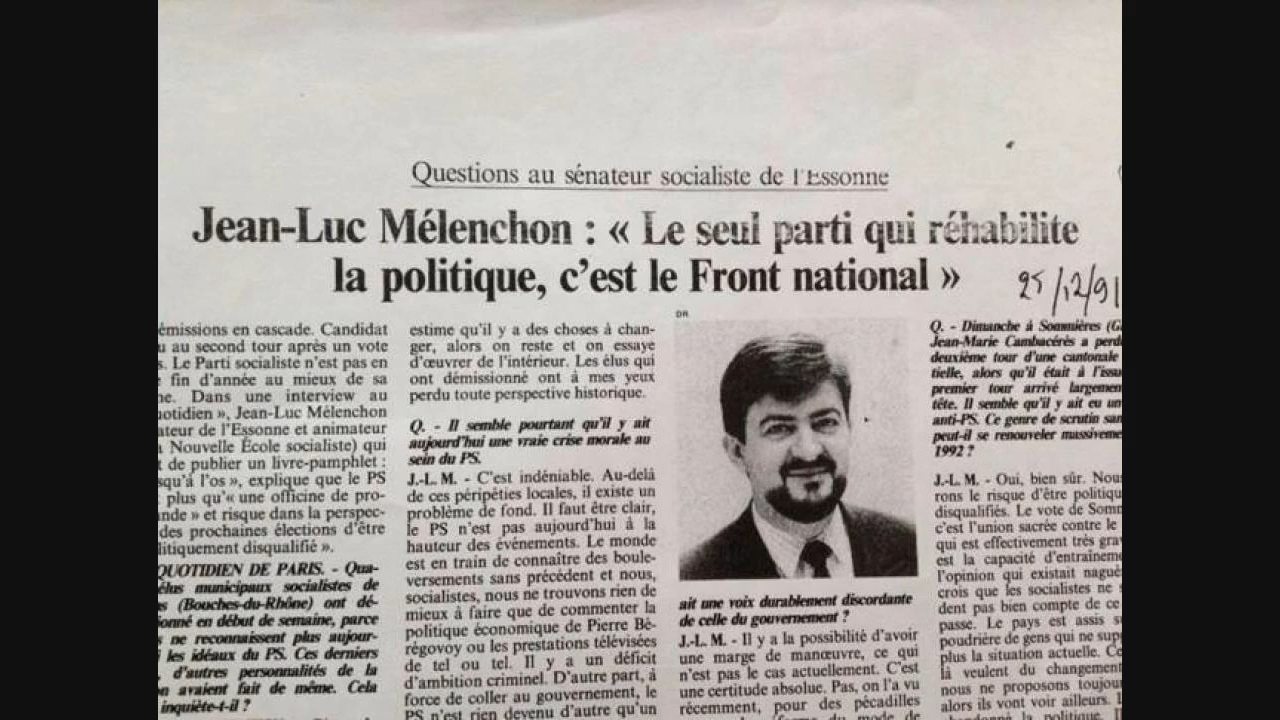 Questions au sénateur socialiste de l'Essonne
Jean-Luc Mélenchon : « Le seul parti qui réhabilite
la politique, c'est le Front national »
25/12/91
émissions en cascade. Candidat
au second tour après un vote
Le Parti socialiste n'est pas en
fin d'année au mieux de sa
Dans une interview au
», Jean-Luc Mélenchon
ateur de l'Essonne et animateur
Nouvelle École socialiste) qui
de publier un livre-pamphlet :
squ'à l'os », explique que le PS
plus qu'« une officine de pro-
nde » et risque dans la perspec-
des prochaines élections d'être
litiquement disqualifié ».
QUOTIDIEN DE PARIS. - Qua-
élus municipaux socialistes de
(Bouches-du-Rhône) ont dé-
ionné en début de semaine, parce
ne reconnaissent plus aujour-
les idéaux du PS. Ces derniers
d'autres personnalités de la
avaient fait de même. Cela
inquiète-t-il ?
estime qu'il y a des choses à chan-
ger, alors on reste et on essaye
d'œuvrer de l'intérieur. Les élus qui
ont démissionné ont à mes yeux
perdu toute perspective historique.
Q. - Il semble pourtant qu'il y ait
aujourd'hui une vraie crise morale au
sein du PS.
J.-L. M. - C'est indéniable. Au-delà
de ces péripéties locales, il existe un
problème de fond. Il faut être clair,
le PS n'est pas aujourd'hui à la
hauteur des événements. Le monde
est en train de connaître des boule-
versements sans précédent et nous,
socialistes, nous ne trouvons rien de
mieux à faire que de commenter la
politique économique de Pierre Bé-
régovoy ou les prestations télévisées
de tel ou tel. Il y a un déficit
d'ambition criminel. D'autre part, à
force de coller au gouvernement, le
PS n'est rien devenu d'autre qu'un
DR
ait une voix durablement discordante
de celle du gouvernement ?
J.-L. M. - Il y a la possibilité d'avoir
une marge de manœuvre, ce qui
n'est pas le cas actuellement. C'est
une certitude absolue. Pas, on l'a vu
récemment, pour des pécadilles
mode de
Q. - Dimanche à Sommières (G
Jean-Marie Cambacérès a perd
deuxième tour d'une cantonale
tielle, alors qu'il était à l'issu
premier tour arrivé largemen
tête. Il semble qu'il y ait eu un
anti-PS. Ce genre de scrutin san
peut-il se renouveler massiveme
1992 ?
J.-L. M. - Oui, bien sûr. Nou
rons le risque d'être politiqu
disqualifiés. Le vote de Somm
c'est l'union sacrée contre le
qui est effectivement très grav
est la capacité d'entraîneme
l'opinion qui existait naguè
crois que les socialistes ne
dent pas bien compte de ce
passe. Le pays est assis s
poudrière de gens qui ne sup
plus la situation actuelle. Ce
là veulent du changement
nous ne proposons toujou
alors ils vont voir ailleurs.
la politique